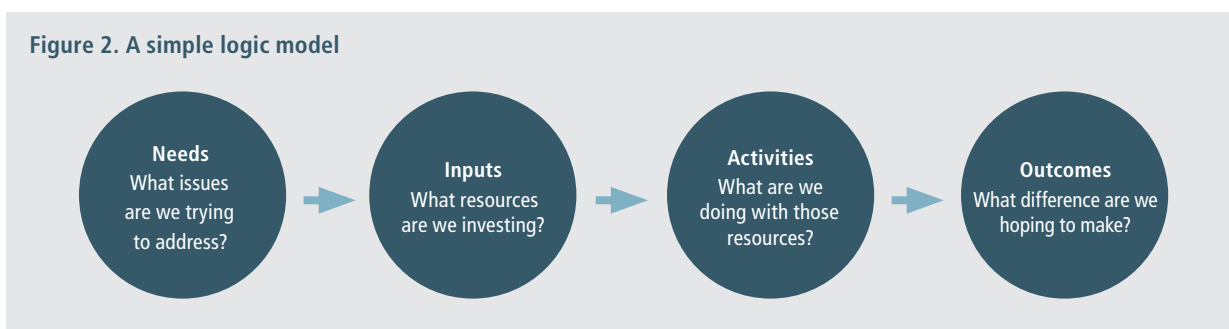 Figure 2. A simple logic model
Needs
What issues
are we trying
to address?
Inputs
What resources
are we investing?
Activities
What are we
doing with those
resources?
Outcomes
What difference are we
hoping to make?